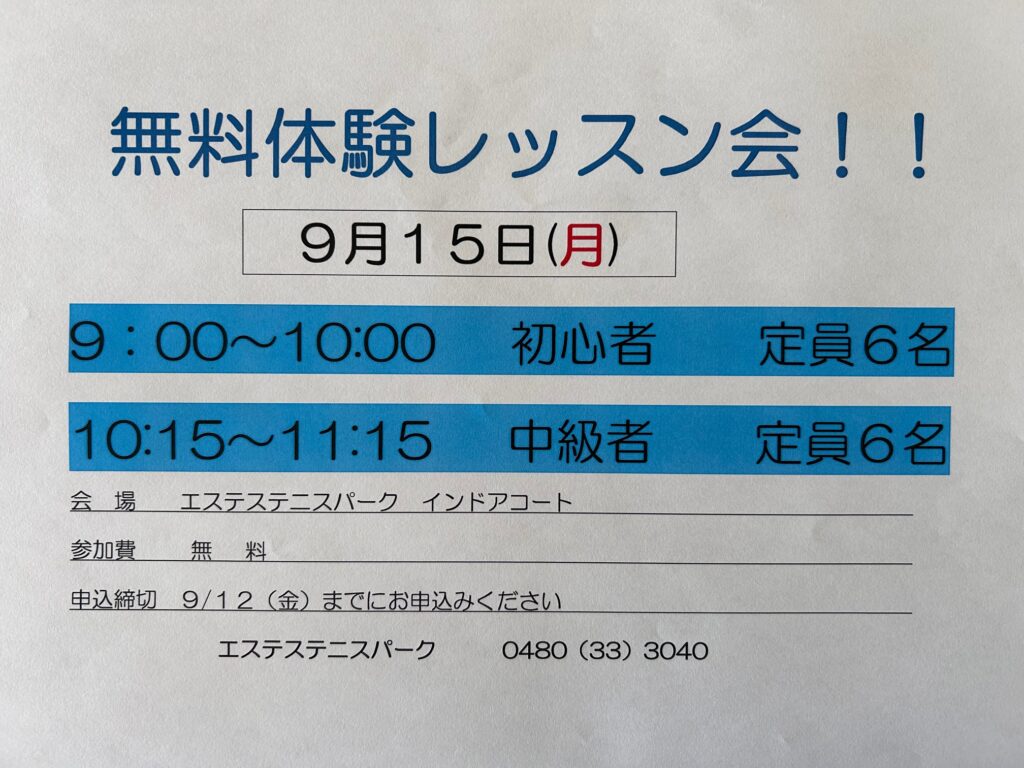 無料体験レッスン会！！
９月１５日(月)
９：00～10:00　初心者　定員６名
10:15～11:15　中級者　定員６名
会　場　エステステニスパーク　インドアコート
参加費　無　料
申込締切　９/１２（金）までにお申込みください
エステステニスパーク　0480（33）3040